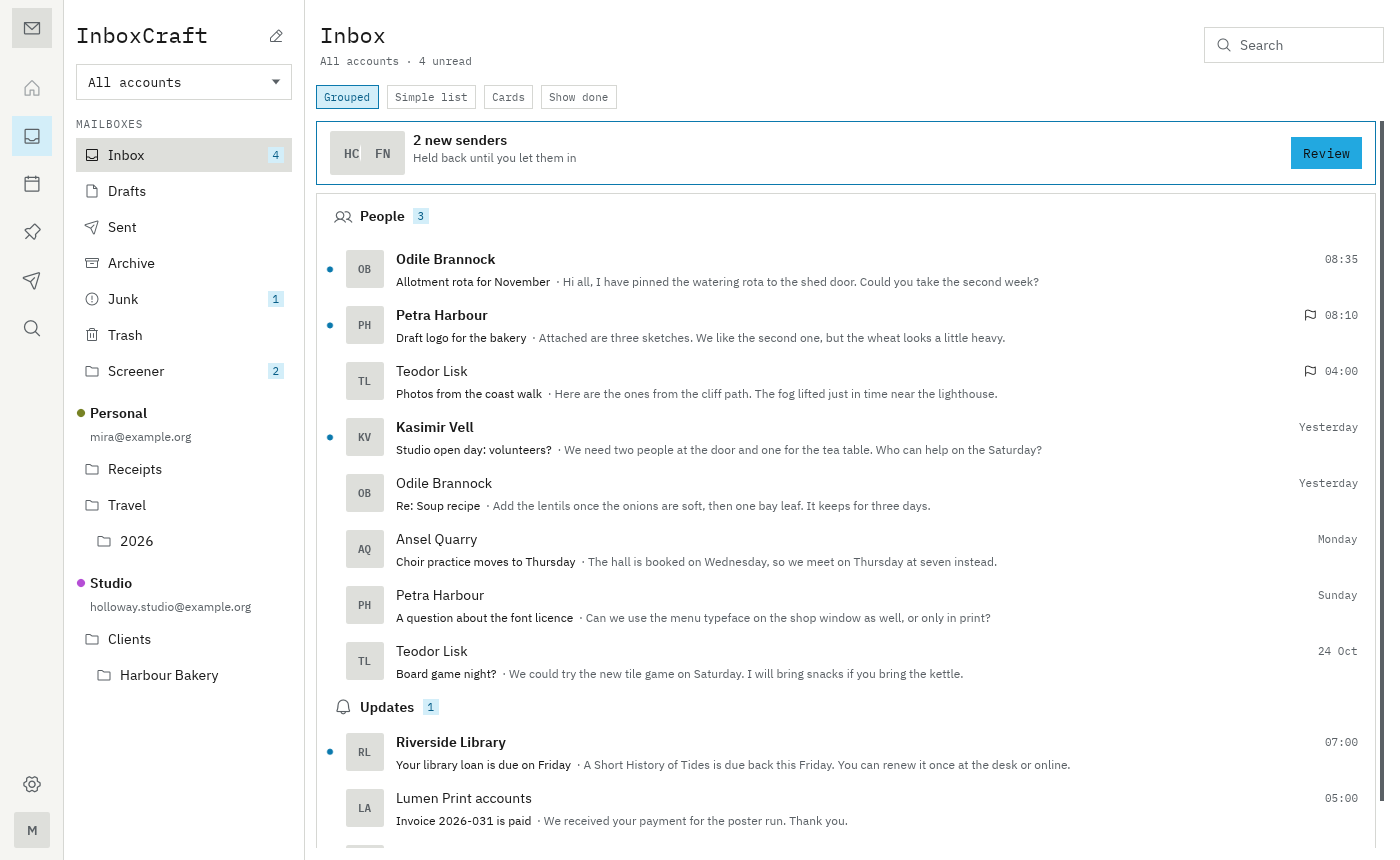 InboxCraft
All accounts
MAILBOXES
Inbox 4
Drafts
Sent
Archive
Junk 1
Trash
Screener 2
Personal
mira@example.org
Receipts
Travel
2026
Studio
holloway.studio@example.org
Clients
Harbour Bakery
M
Inbox
All accounts · 4 unread
Search
Grouped Simple list Cards Show done
HC FN
2 new senders
Held back until you let them in
Review
People 3
OB
Odile Brannock 08:35
Allotment rota for November · Hi all, I have pinned the watering rota to the shed door. Could you take the second week?
PH
Petra Harbour 08:10
Draft logo for the bakery · Attached are three sketches. We like the second one, but the wheat looks a little heavy.
TL
Teodor Lisk 04:00
Photos from the coast walk · Here are the ones from the cliff path. The fog lifted just in time near the lighthouse.
KV
Kasimir Vell Yesterday
Studio open day: volunteers? · We need two people at the door and one for the tea table. Who can help on the Saturday?
OB
Odile Brannock Yesterday
Re: Soup recipe · Add the lentils once the onions are soft, then one bay leaf. It keeps for three days.
AQ
Ansel Quarry Monday
Choir practice moves to Thursday · The hall is booked on Wednesday, so we meet on Thursday at seven instead.
PH
Petra Harbour Sunday
A question about the font licence · Can we use the menu typeface on the shop window as well, or only in print?
TL
Teodor Lisk 24 Oct
Board game night? · We could try the new tile game on Saturday. I will bring snacks if you bring the kettle.
Updates 1
RL
Riverside Library 07:00
Your library loan is due on Friday · A Short History of Tides is due back this Friday. You can renew it once at the desk or online.
LA
Lumen Print accounts 05:00
Invoice 2026-031 is paid · We received your payment for the poster run. Thank you.